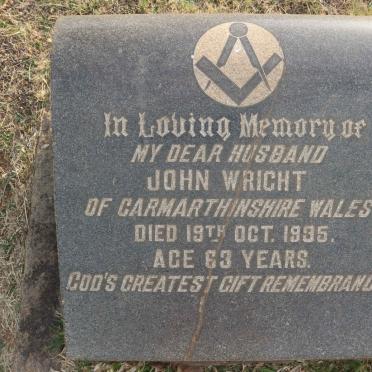 In Loving Memory of
MY DEAR HUSBAND
JOHN WRIGHT
OF CARMARTHINSHIRE WALES
DIED 19TH OCT. 1935.
AGE 63 YEARS.
GOD'S GREATEST GIFT REMEMBRANC